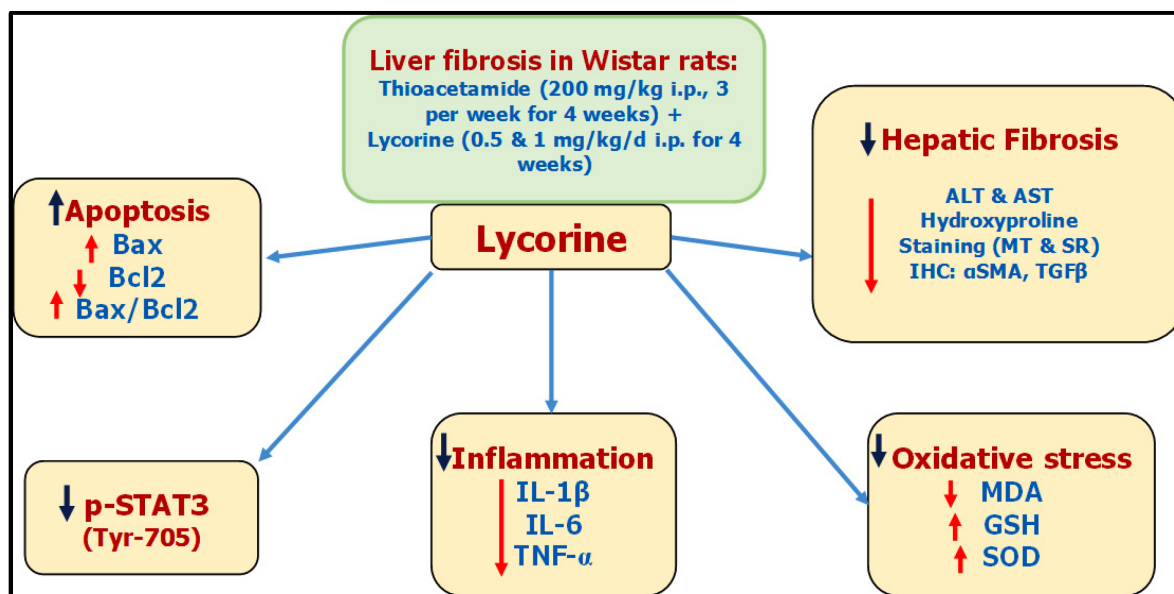 Liver fibrosis in Wistar rats:
Thioacetamide (200 mg/kg i.p., 3
per week for 4 weeks) +
Lycorine (0.5 & 1 mg/kg/d i.p. for 4
weeks)
Lycorine
Apoptosis
Bax
Bcl2
Bax/Bcl2
Hepatic Fibrosis
ALT & AST
Hydroxyproline
Staining (MT & SR)
IHC: αSMA, TGFβ
p-STAT3
(Tyr-705)
Inflammation
IL-1β
IL-6
TNF-α
Oxidative stress
MDA
GSH
SOD